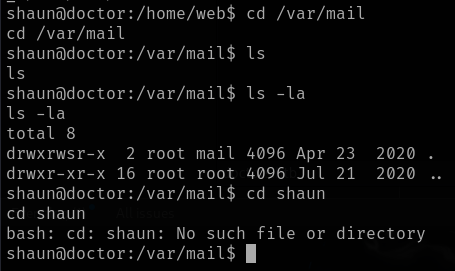 shaun@doctor:/home/web$ cd /var/mail
cd /var/mail
shaun@doctor:/var/mail$ ls
ls
shaun@doctor:/var/mail$ ls -la
ls -la
total 8
drwxrwsr-x  2 root mail 4096 Apr 23  2020 .
drwxr-xr-x 16 root root 4096 Jul 21  2020 ..
shaun@doctor:/var/mail$ cd shaun
cd shaun
bash: cd: shaun: No such file or directory
shaun@doctor:/var/mail$